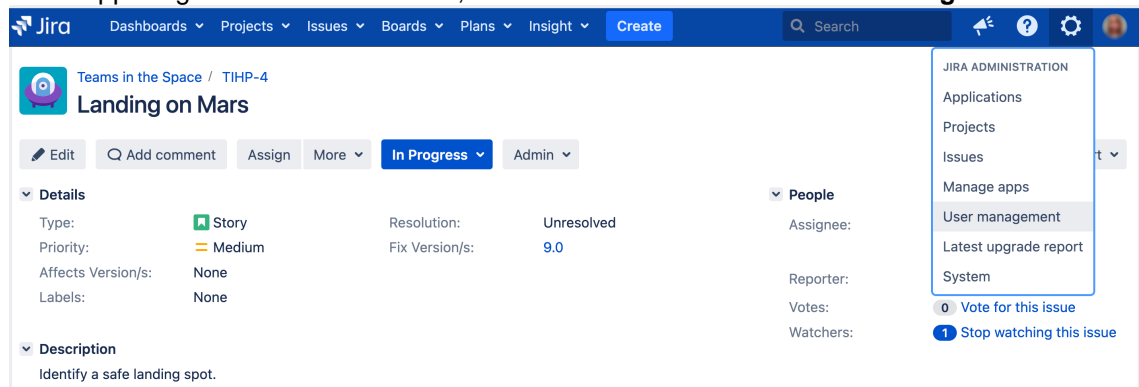 Jira Dashboards Projects Issues Boards Plans Insight Create Search
JIRA ADMINISTRATION
Applications
Projects
Issues
Manage apps
User management
Latest upgrade report
System
Teams in the Space / TIHP-4
Landing on Mars
Edit Add comment Assign More In Progress Admin
Details
Type: Story Resolution: Unresolved
Priority: Medium Fix Version/s: 9.0
Affects Version/s: None
Labels: None
People
Assignee:
Reporter:
Votes: 0 Vote for this issue
Watchers: 1 Stop watching this issue
Description
Identify a safe landing spot.